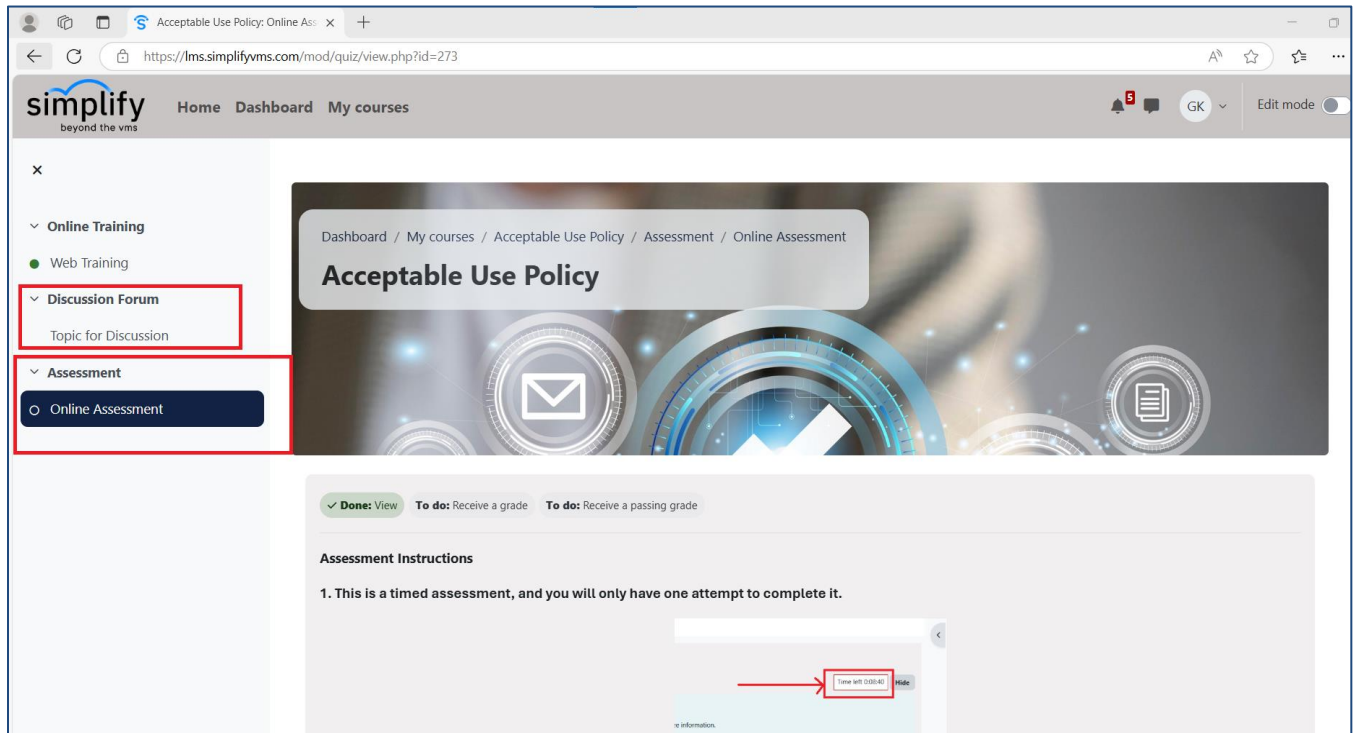 Acceptable Use Policy: Online Ass
https://lms.simplifyvms.com/mod/quiz/view.php?id=273
simplify
beyond the vms
Home Dashboard My courses
5
GK
Edit mode
Online Training
Web Training
Discussion Forum
Topic for Discussion
Assessment
Online Assessment
Dashboard / My courses / Acceptable Use Policy / Assessment / Online Assessment
Acceptable Use Policy
Done: View To do: Receive a grade To do: Receive a passing grade
Assessment Instructions
1. This is a timed assessment, and you will only have one attempt to complete it.
Time left 0:08:40 Hide
re information.